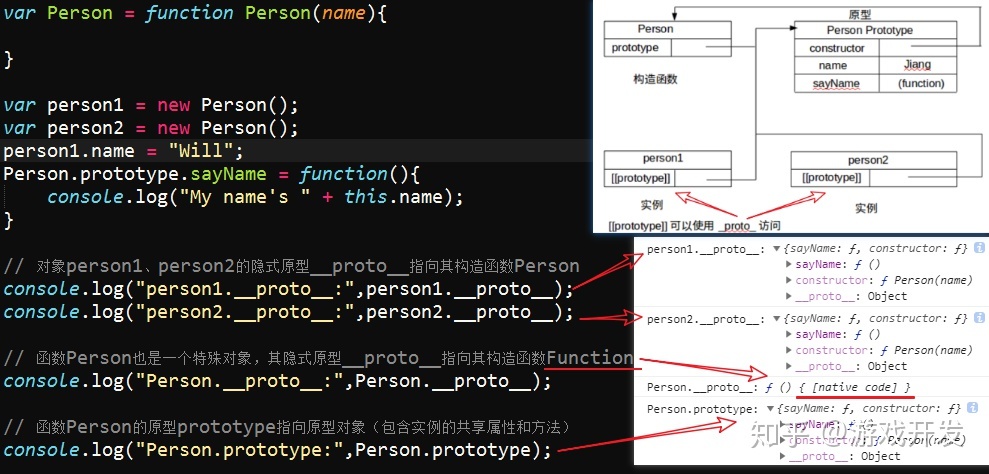 var Person = function Person(name){
}
var person1 = new Person();
var person2 = new Person();
person1.name = "Will";
Person.prototype.sayName = function(){
console.log("My name's " + this.name);
}
// 对象person1、person2的隐式原型__proto__指向其构造函数Person
console.log("person1.__proto__:",person1.__proto__);
console.log("person2.__proto__:",person2.__proto__);
// 函数Person也是一个特殊对象，其隐式原型__proto__指向其构造函数Function
console.log("Person.__proto__:",Person.__proto__);
// 函数Person的原型prototype指向原型对象（包含实例的共享属性和方法）
console.log("Person.prototype:",Person.prototype);
原型
Person
prototype
构造函数
Person Prototype
constructor
name Jiang
sayName (function)
person1
[[prototype]]
实例
person2
[[prototype]]
实例
[[prototype]] 可以使用 _proto_ 访问
person1.__proto__: ▼{sayName: ƒ, constructor: ƒ} i
▶ sayName: ƒ ()
▶ constructor: ƒ Person(name)
▶ __proto__: Object
person2.__proto__: ▼{sayName: ƒ, constructor: ƒ} i
▶ sayName: ƒ ()
▶ constructor: ƒ Person(name)
▶ __proto__: Object
Person.__proto__: ƒ () { [native code] }
Person.prototype: ▼{sayName: ƒ, constructor: ƒ} i
▶ sayName: ƒ ()
▶ constructor: ƒ Person(name)
▶ __proto__: Object
知乎 @游戏开发